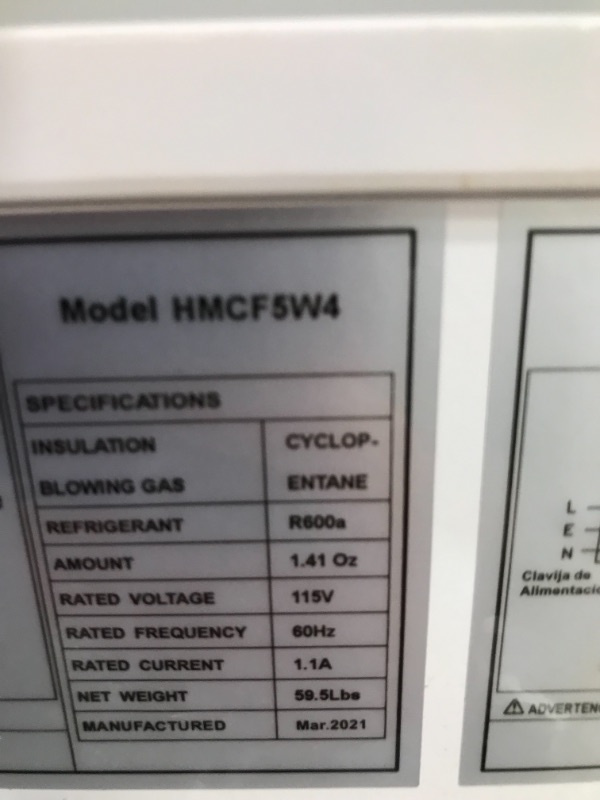 Model HMCF5W4
SPECIFICATIONS
INSULATION CYCLOP-
BLOWING GAS ENTANE
REFRIGERANT R600a
AMOUNT 1.41 Oz
RATED VOLTAGE 115V
RATED FREQUENCY 60Hz
RATED CURRENT 1.1A
NET WEIGHT 59.5Lbs
MANUFACTURED Mar.2021
L
E
N
Clavija de